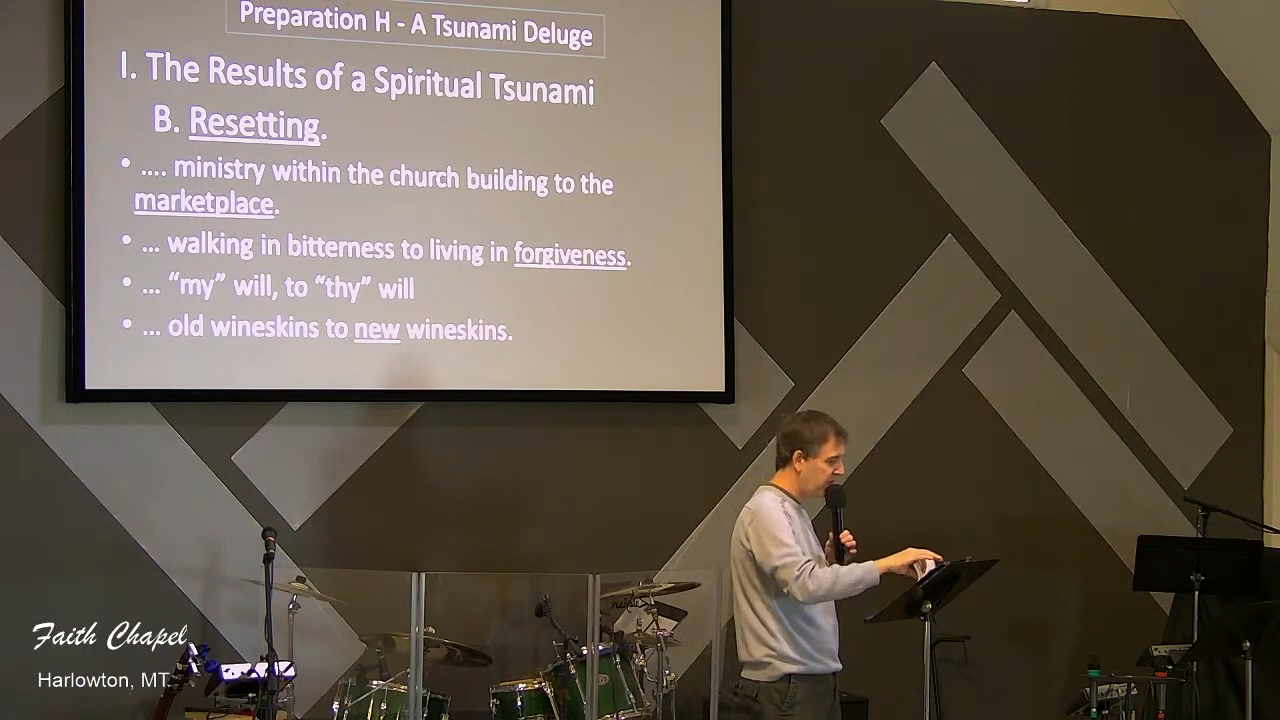 Preparation H - A Tsunami Deluge
I. The Results of a Spiritual Tsunami
B. Resetting.
• .... ministry within the church building to the
marketplace.
• ... walking in bitterness to living in forgiveness.
• ... “my” will, to “thy” will
• ... old wineskins to new wineskins.
Faith Chapel
Harlowton, MT.